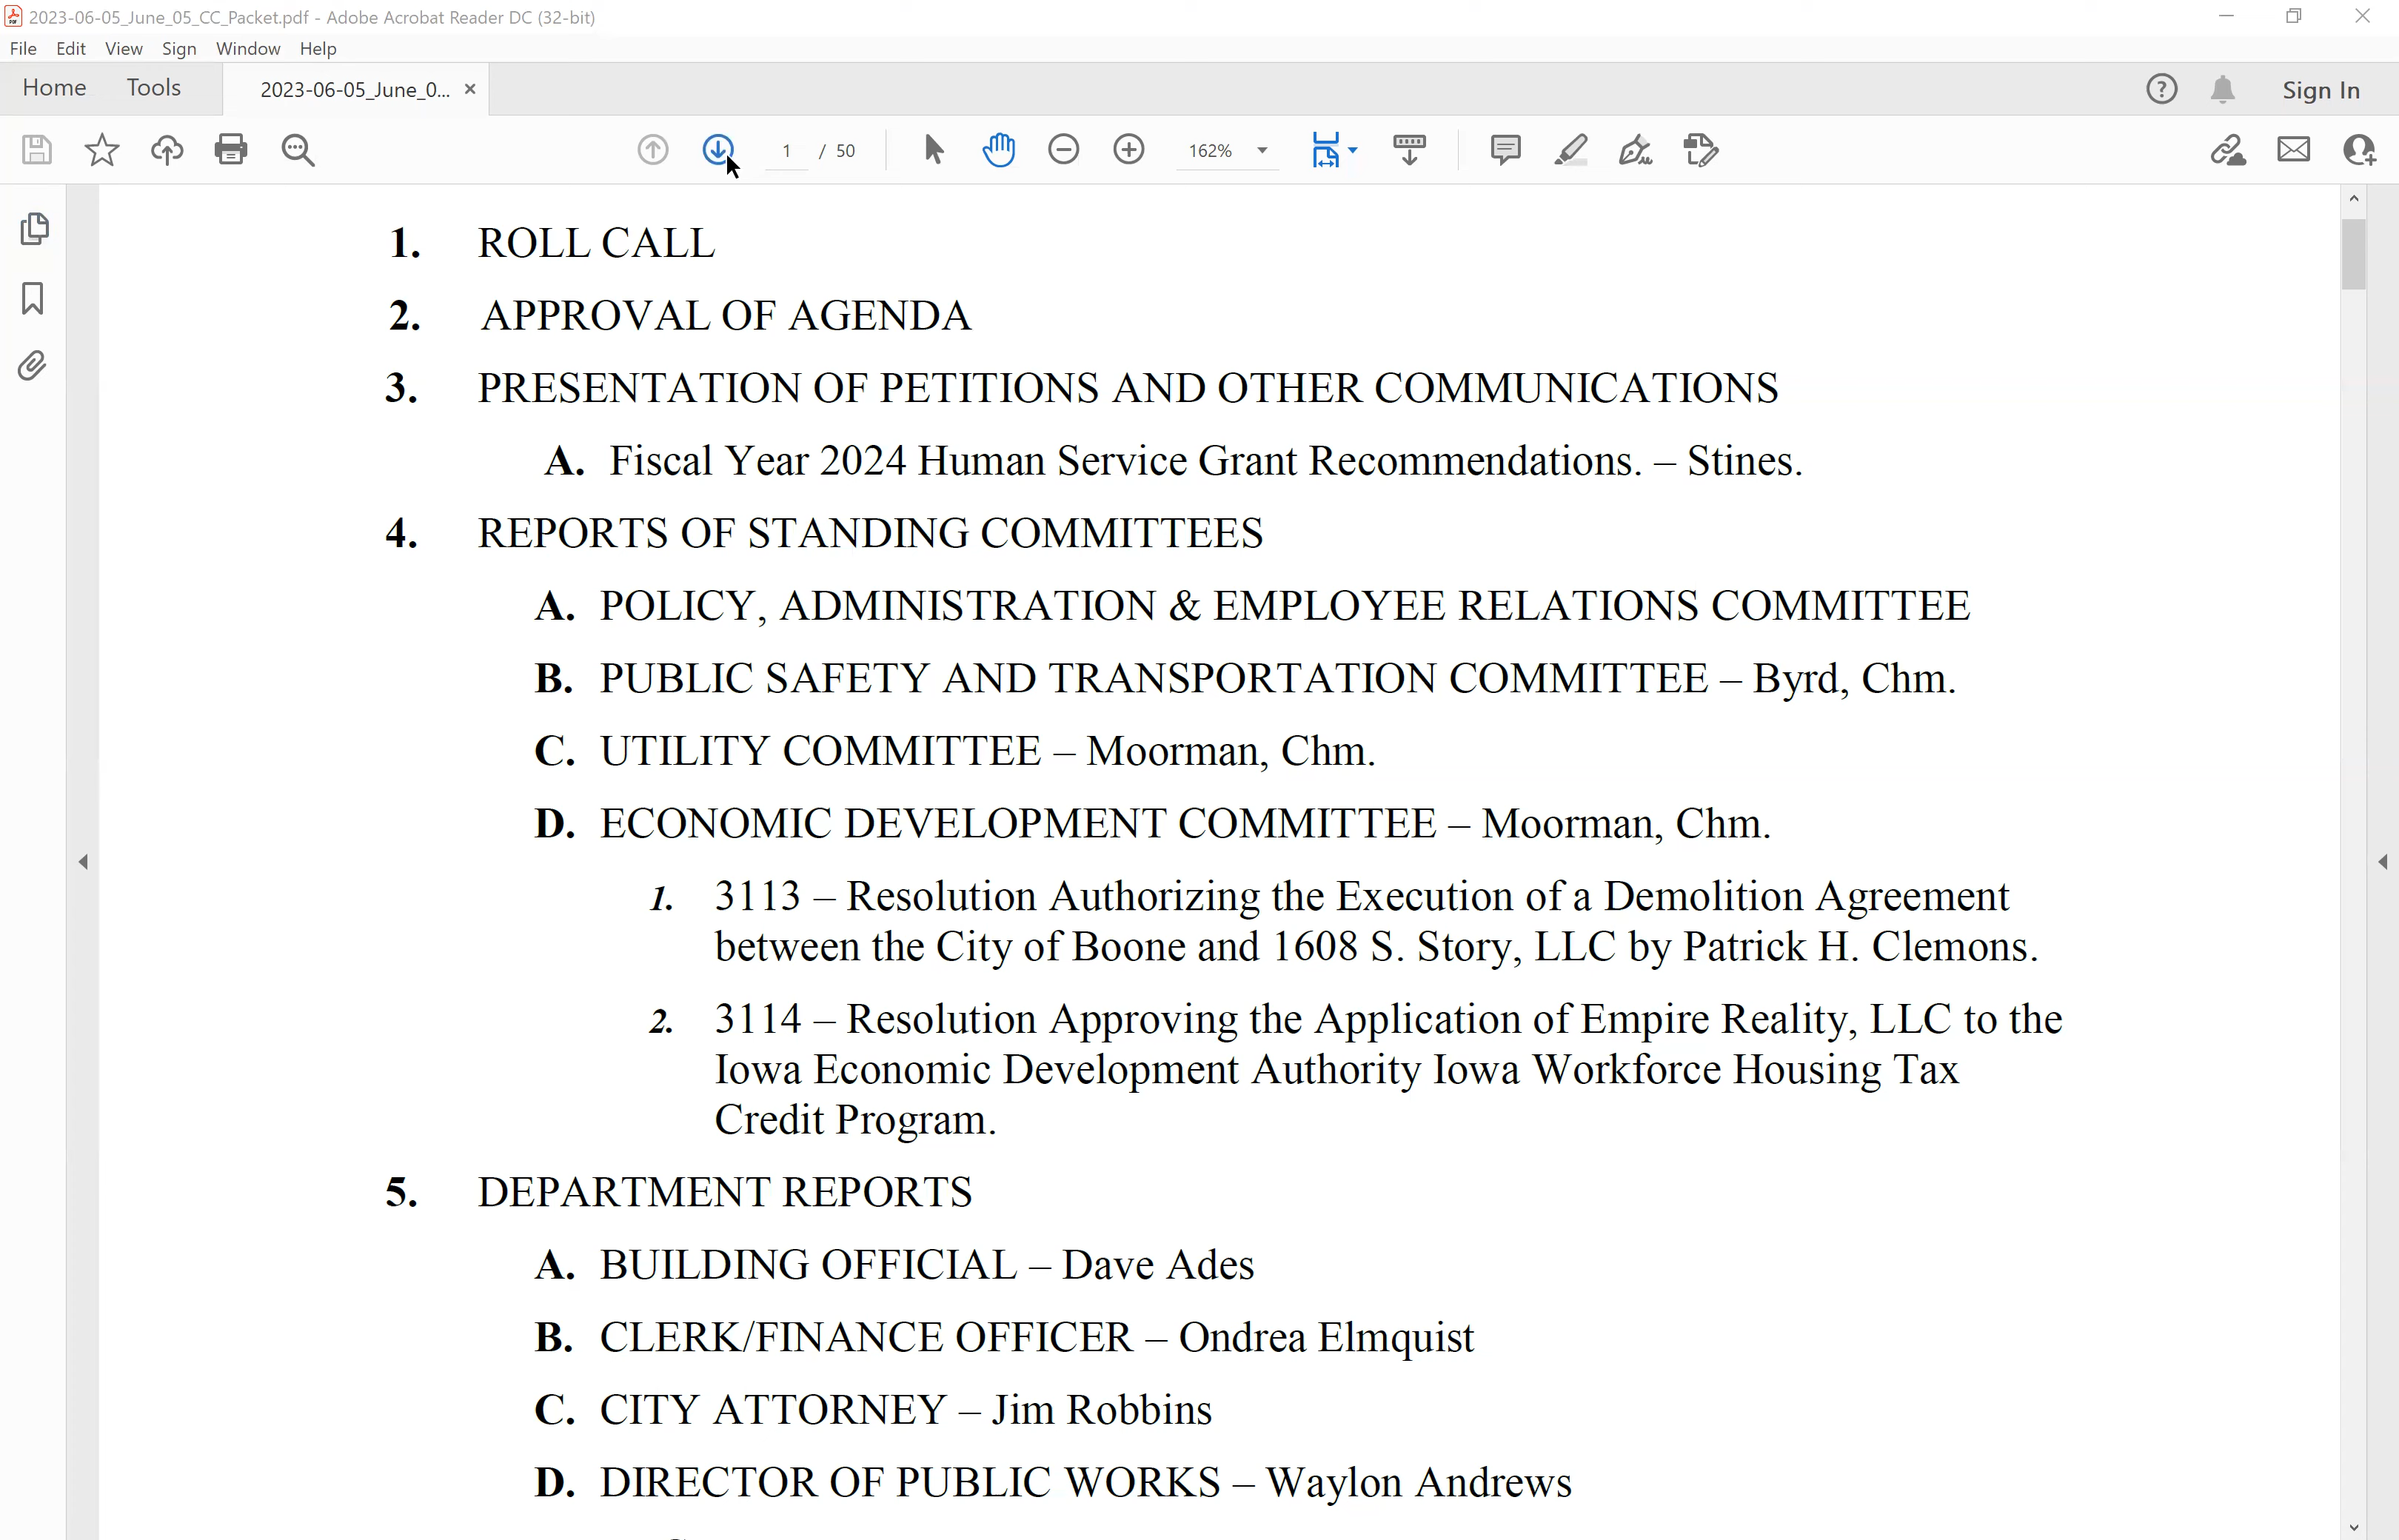 2023-06-05_June_05_CC_Packet.pdf - Adobe Acrobat Reader DC (32-bit)
File Edit View Sign Window Help
Home Tools 2023-06-05_June_0... × Sign In
1 / 50 162%
1. ROLL CALL
2. APPROVAL OF AGENDA
3. PRESENTATION OF PETITIONS AND OTHER COMMUNICATIONS
A. Fiscal Year 2024 Human Service Grant Recommendations. – Stines.
4. REPORTS OF STANDING COMMITTEES
A. POLICY, ADMINISTRATION & EMPLOYEE RELATIONS COMMITTEE
B. PUBLIC SAFETY AND TRANSPORTATION COMMITTEE – Byrd, Chm.
C. UTILITY COMMITTEE – Moorman, Chm.
D. ECONOMIC DEVELOPMENT COMMITTEE – Moorman, Chm.
1. 3113 – Resolution Authorizing the Execution of a Demolition Agreement
between the City of Boone and 1608 S. Story, LLC by Patrick H. Clemons.
2. 3114 – Resolution Approving the Application of Empire Reality, LLC to the
Iowa Economic Development Authority Iowa Workforce Housing Tax
Credit Program.
5. DEPARTMENT REPORTS
A. BUILDING OFFICIAL – Dave Ades
B. CLERK/FINANCE OFFICER – Ondrea Elmquist
C. CITY ATTORNEY – Jim Robbins
D. DIRECTOR OF PUBLIC WORKS – Waylon Andrews